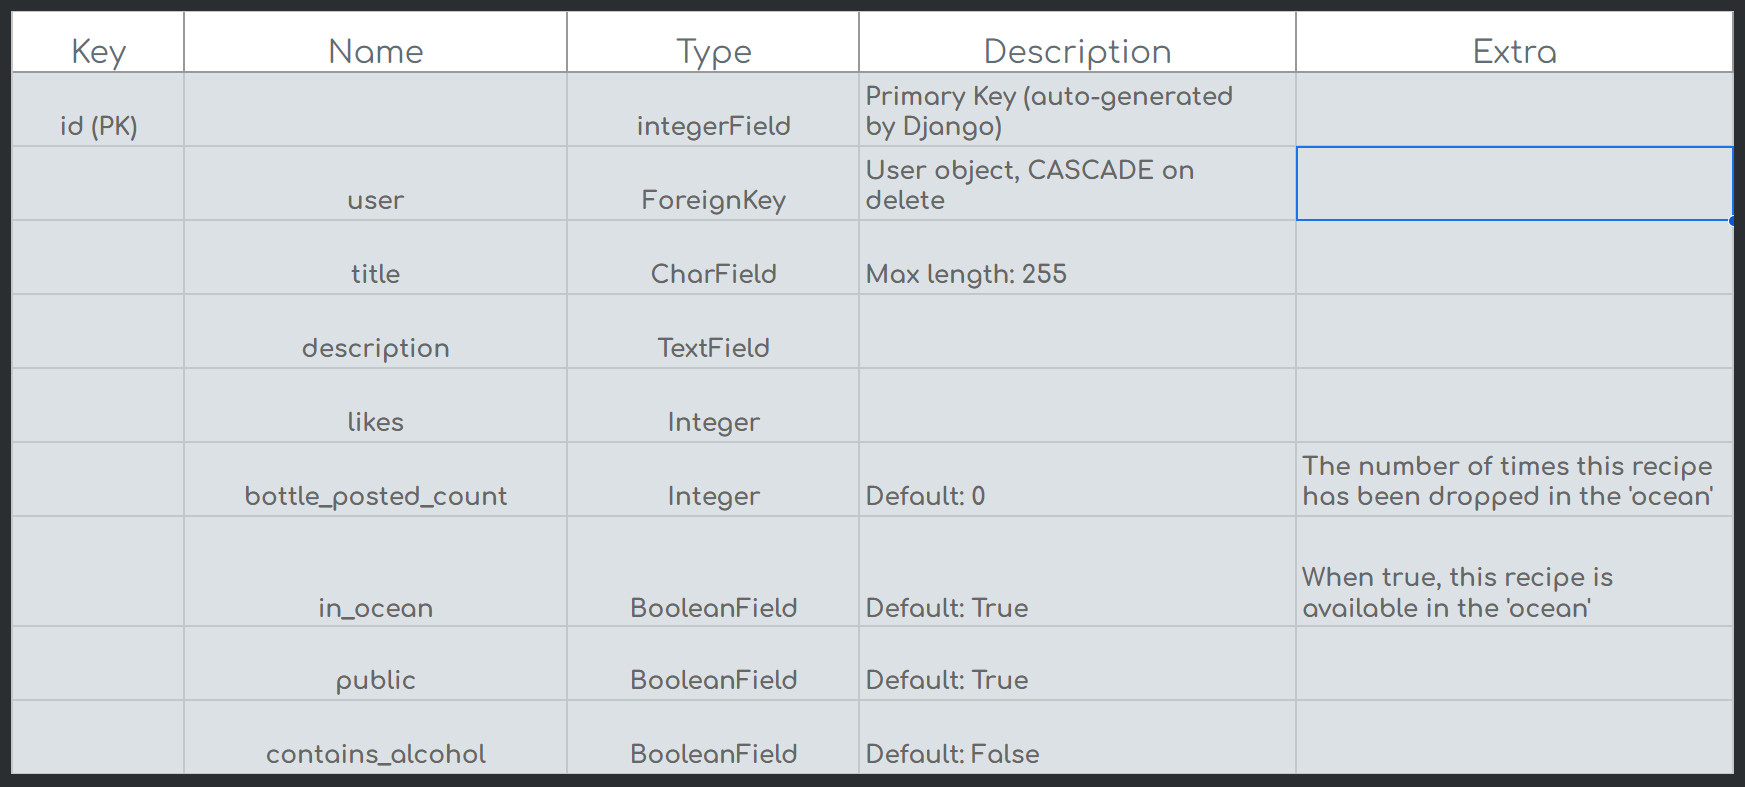 Key Name Type Description Extra
id (PK) integerField Primary Key (auto-generated
by Django)
user ForeignKey User object, CASCADE on
delete
title CharField Max length: 255
description TextField
likes Integer
bottle_posted_count Integer Default: 0 The number of times this recipe
has been dropped in the 'ocean'
in_ocean BooleanField Default: True When true, this recipe is
available in the 'ocean'
public BooleanField Default: True
contains_alcohol BooleanField Default: False